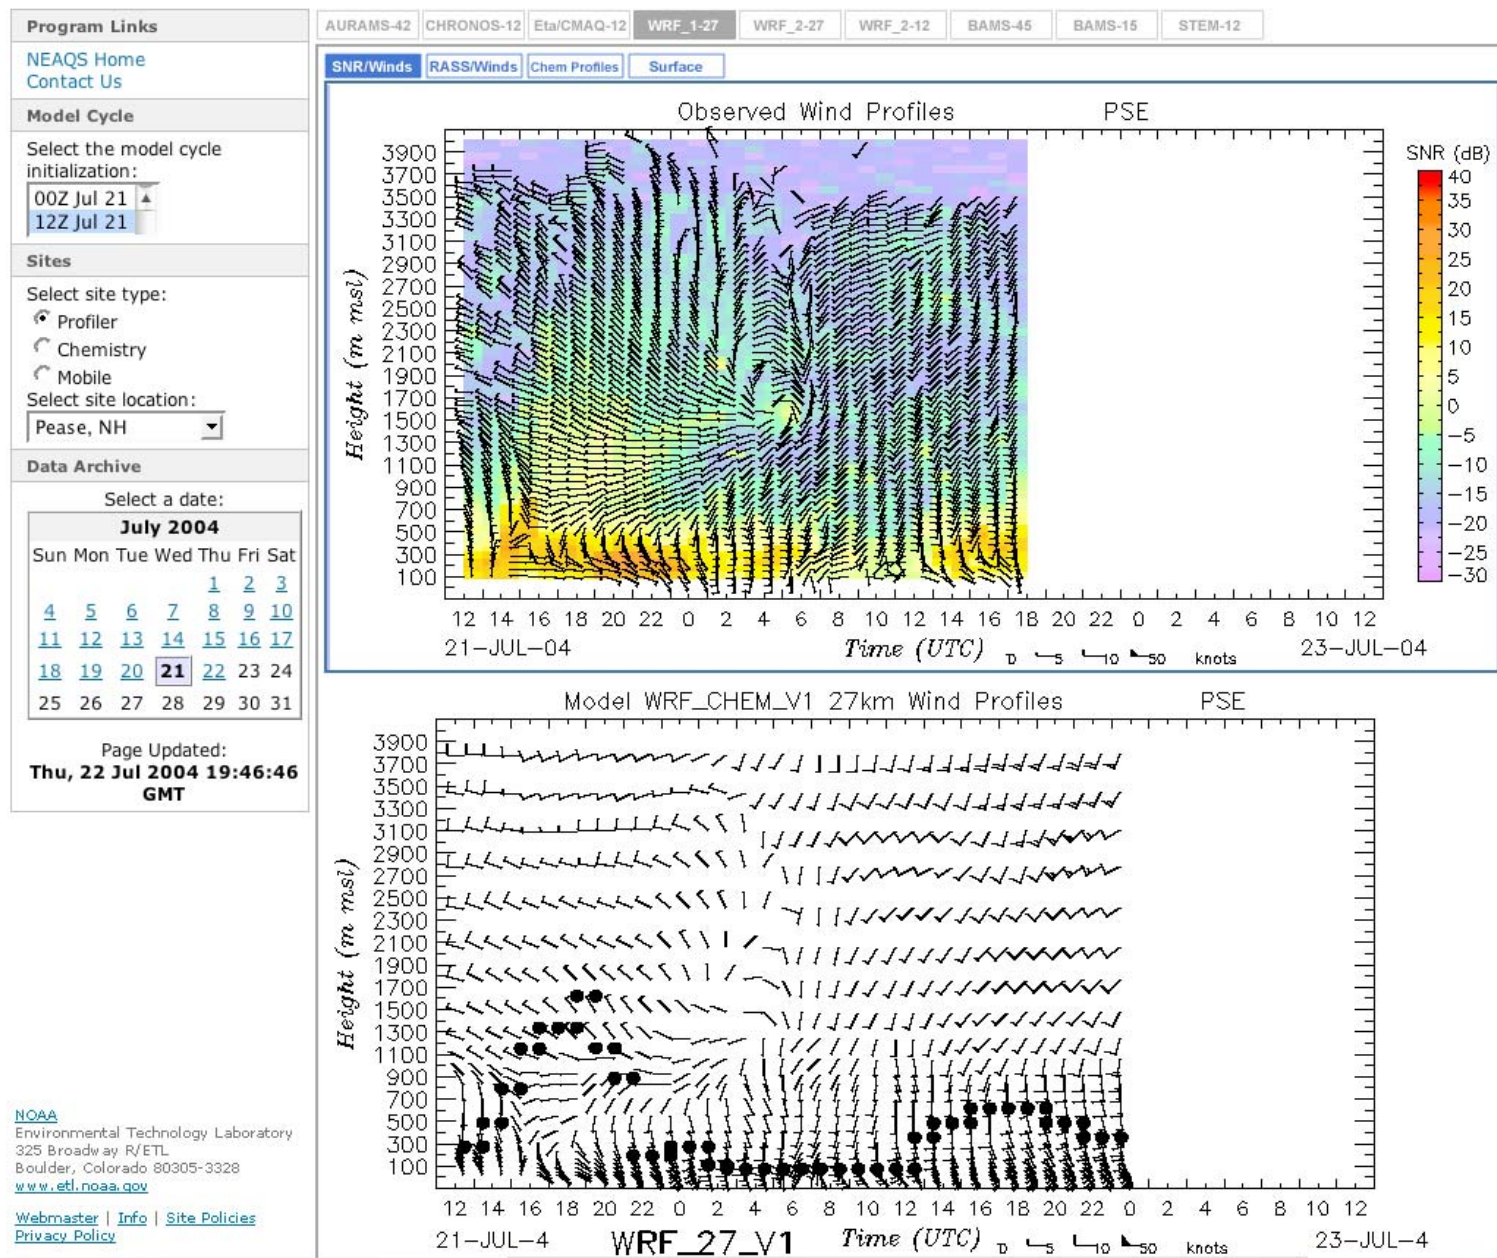 Program Links
NEAQS Home
Contact Us
Model Cycle
Select the model cycle
initialization:
00Z Jul 21
12Z Jul 21
Sites
Select site type:
Profiler
Chemistry
Mobile
Select site location:
Pease, NH
Data Archive
Select a date:
July 2004
Sun Mon Tue Wed Thu Fri Sat
1 2 3
4 5 6 7 8 9 10
11 12 13 14 15 16 17
18 19 20 21 22 23 24
25 26 27 28 29 30 31
Page Updated:
Thu, 22 Jul 2004 19:46:46
GMT
NOAA
Environmental Technology Laboratory
325 Broadway R/ETL
Boulder, Colorado 80305-3328
www.etl.noaa.gov
Webmaster | Info | Site Policies
Privacy Policy
AURAMS-42 CHRONOS-12 Eta/CMAQ-12 WRF_1-27 WRF_2-27 WRF_2-12 BAMS-45 BAMS-15 STEM-12
SNR/Winds RASS/Winds Chem Profiles Surface
Observed Wind Profiles PSE
SNR (dB)
40
35
30
25
20
15
10
5
0
-5
-10
-15
-20
-25
-30
Height (m msl)
3900
3700
3500
3300
3100
2900
2700
2500
2300
2100
1900
1700
1500
1300
1100
900
700
500
300
100
12 14 16 18 20 22 0 2 4 6 8 10 12 14 16 18 20 22 0 2 4 6 8 10 12
21-JUL-04 Time (UTC) 5 10 50 knots 23-JUL-04
Model WRF_CHEM_V1 27km Wind Profiles PSE
Height (m msl)
3900
3700
3500
3300
3100
2900
2700
2500
2300
2100
1900
1700
1500
1300
1100
900
700
500
300
100
12 14 16 18 20 22 0 2 4 6 8 10 12 14 16 18 20 22 0 2 4 6 8 10 12
21-JUL-4 WRF_27_V1 Time (UTC) 5 10 50 knots 23-JUL-04